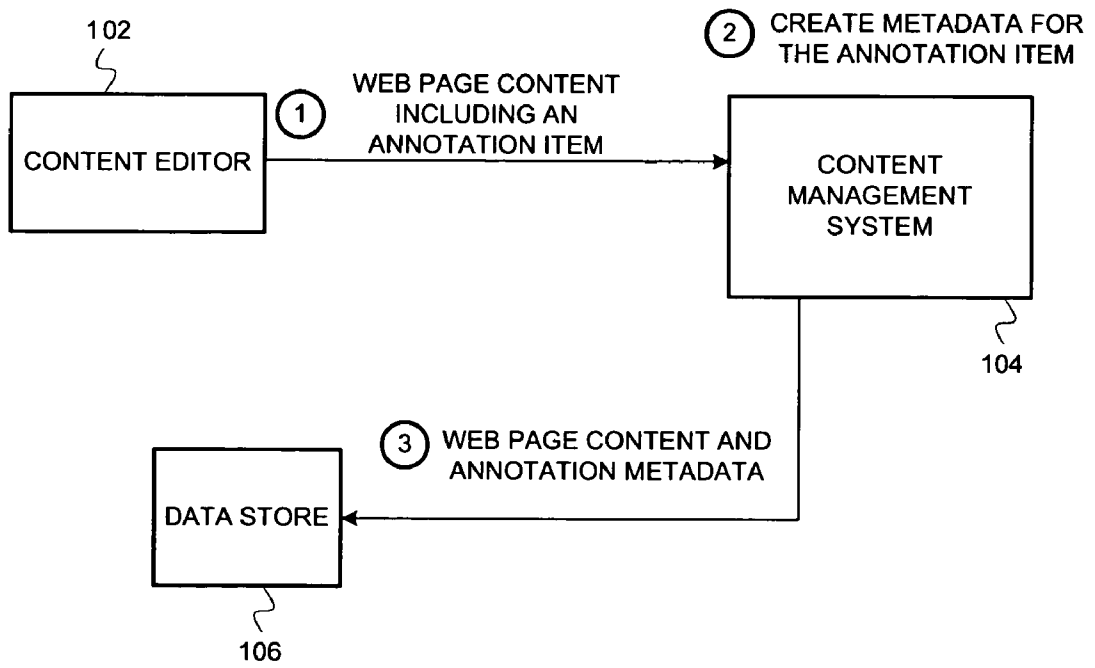 102
CONTENT EDITOR
1
WEB PAGE CONTENT
INCLUDING AN
ANNOTATION ITEM
2
CREATE METADATA FOR
THE ANNOTATION ITEM
CONTENT
MANAGEMENT
SYSTEM
104
3
WEB PAGE CONTENT AND
ANNOTATION METADATA
DATA STORE
106